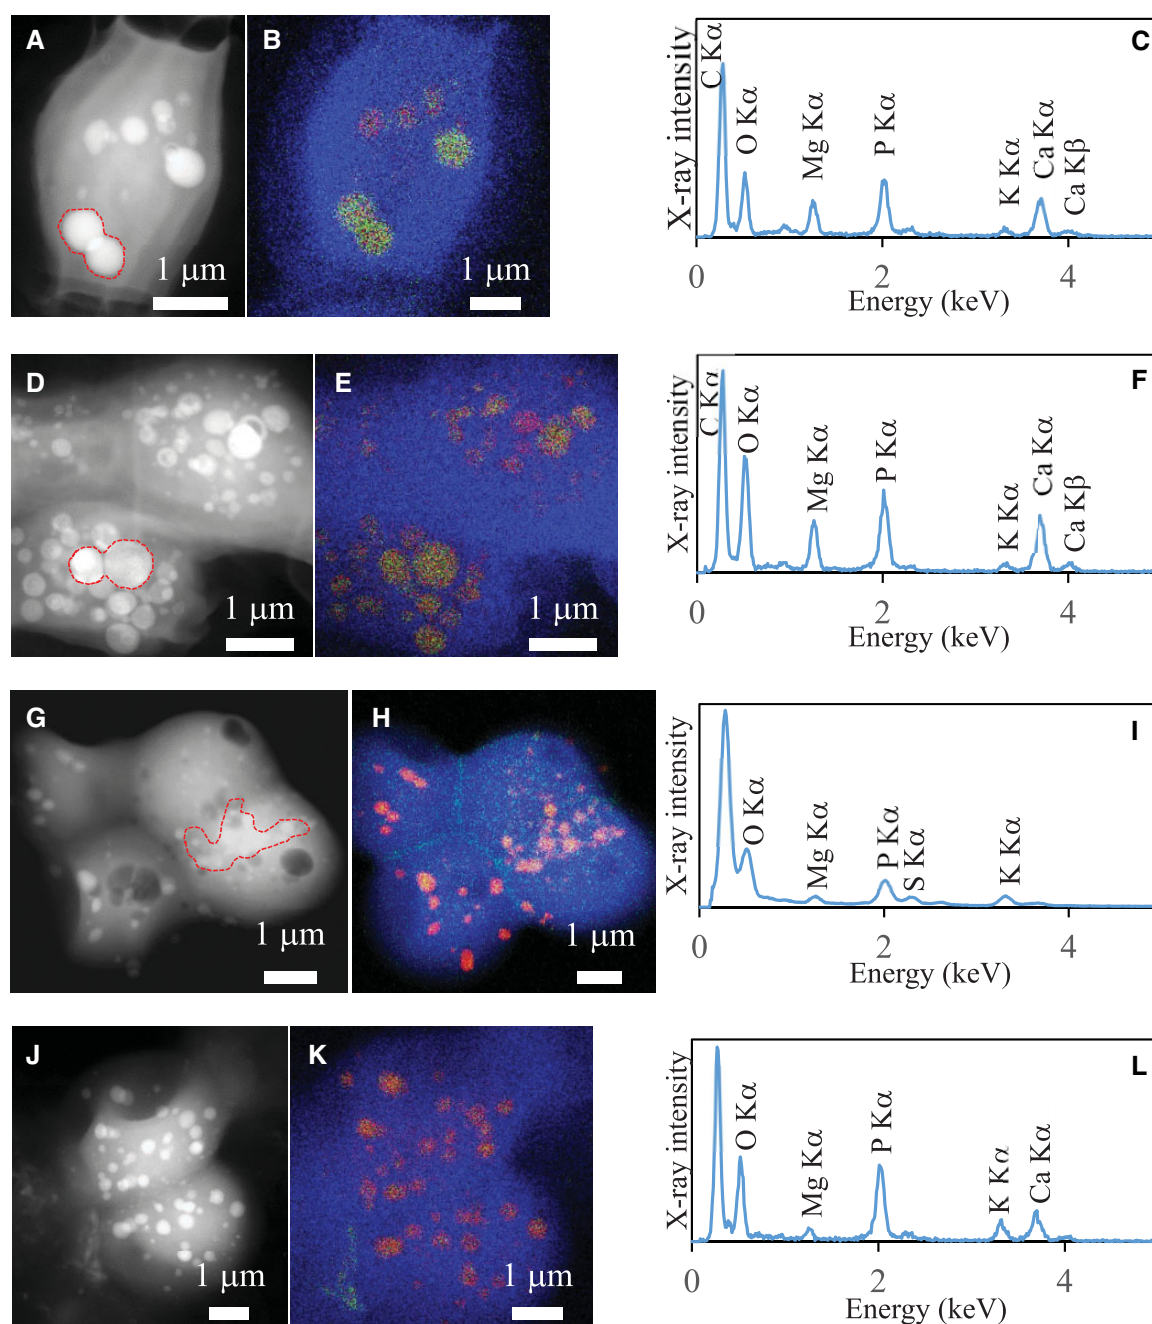 A
1 μm
B
1 μm
C
X-ray intensity
C Kα
O Kα
Mg Kα
P Kα
K Kα
Ca Kα
Ca Kβ
0 2 4
Energy (keV)
D
1 μm
E
1 μm
F
X-ray intensity
C Kα
O Kα
Mg Kα
P Kα
K Kα
Ca Kα
Ca Kβ
0 2 4
Energy (keV)
G
1 μm
H
1 μm
I
X-ray intensity
O Kα
Mg Kα
P Kα
S Kα
K Kα
0 2 4
Energy (keV)
J
1 μm
K
1 μm
L
X-ray intensity
O Kα
Mg Kα
P Kα
K Kα
Ca Kα
0 2 4
Energy (keV)